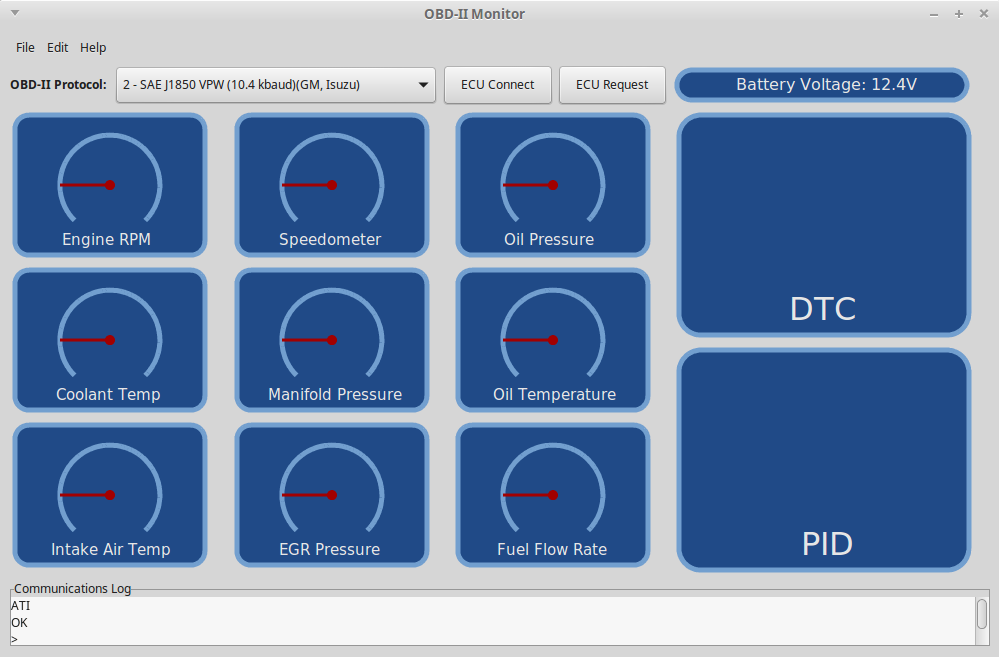 OBD-II Monitor
File Edit Help
OBD-II Protocol: 2 - SAE J1850 VPW (10.4 kbaud)(GM, Isuzu) ECU Connect ECU Request Battery Voltage: 12.4V
Engine RPM Speedometer Oil Pressure
DTC
Coolant Temp Manifold Pressure Oil Temperature
Intake Air Temp EGR Pressure Fuel Flow Rate
PID
Communications Log
ATI
OK
>